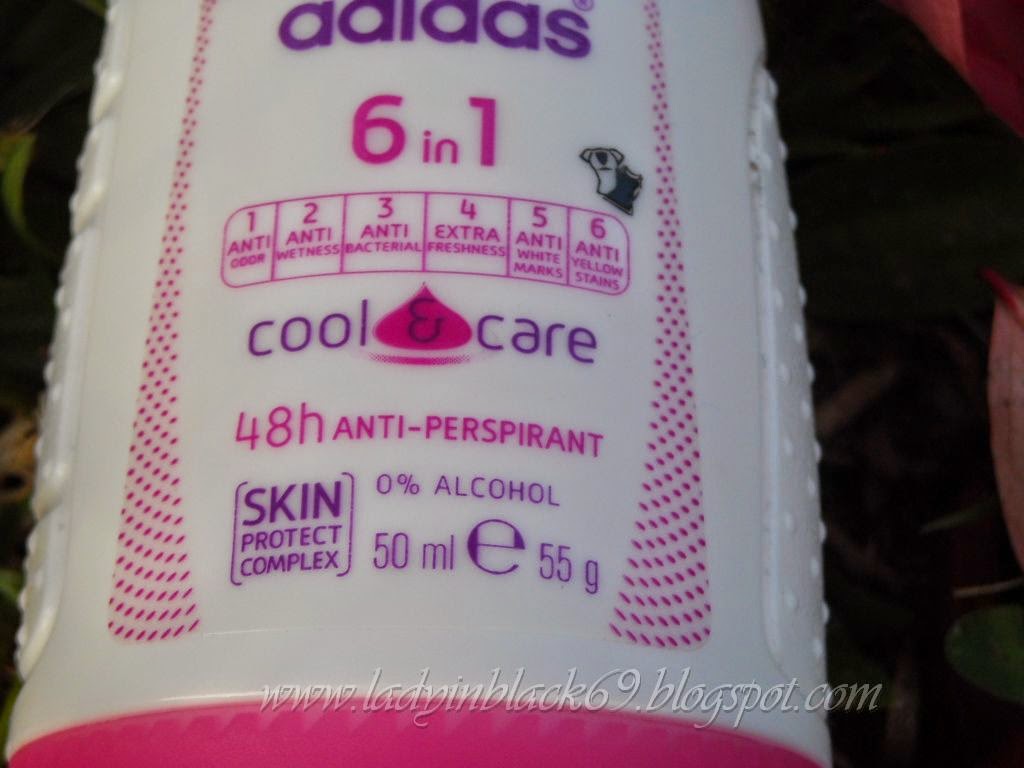 adidas®
6 in 1
1 ANTI ODOR
2 ANTI WETNESS
3 ANTI BACTERIAL
4 EXTRA FRESHNESS
5 ANTI WHITE MARKS
6 ANTI YELLOW STAINS
cool & care
48h ANTI-PERSPIRANT
SKIN PROTECT COMPLEX
0% ALCOHOL
50 ml e 55 g
www.ladyinblack69.blogspot.com